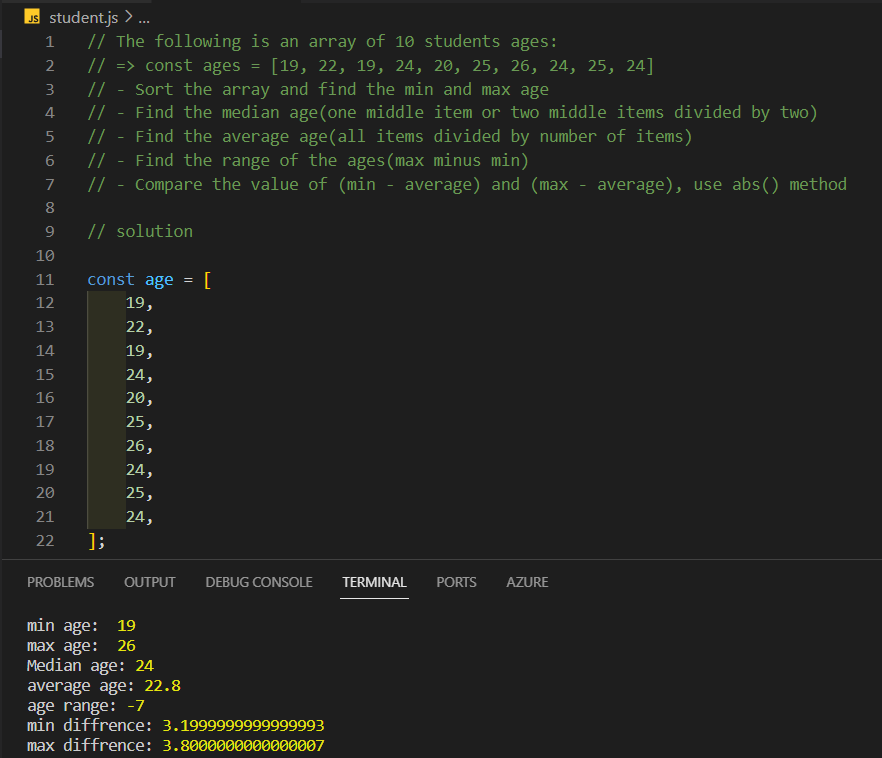 JS student.js > ...
1 // The following is an array of 10 students ages:
2 // => const ages = [19, 22, 19, 24, 20, 25, 26, 24, 25, 24]
3 // - Sort the array and find the min and max age
4 // - Find the median age(one middle item or two middle items divided by two)
5 // - Find the average age(all items divided by number of items)
6 // - Find the range of the ages(max minus min)
7 // - Compare the value of (min - average) and (max - average), use abs() method
8
9 // solution
10
11 const age = [
12 19,
13 22,
14 19,
15 24,
16 20,
17 25,
18 26,
19 24,
20 25,
21 24,
22 ];
PROBLEMS OUTPUT DEBUG CONSOLE TERMINAL PORTS AZURE
min age:  19
max age:  26
Median age: 24
average age: 22.8
age range: -7
min diffrence: 3.1999999999999993
max diffrence: 3.8000000000000007